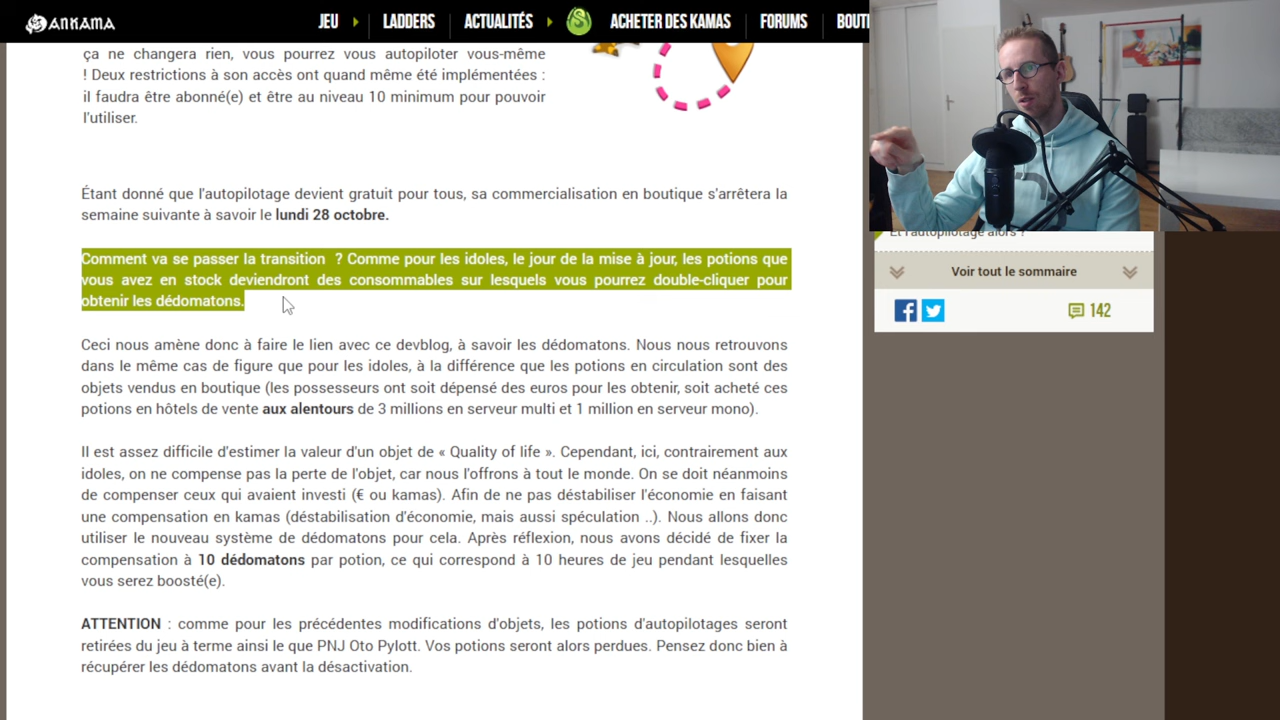 ANKAMA
JEU
LADDERS
ACTUALITÉS
ACHETER DES KAMAS
FORUMS
BOUTI
ça ne changera rien, vous pourrez vous autopiloter vous-même
! Deux restrictions à son accès ont quand même été implémentées :
il faudra être abonné(e) et être au niveau 10 minimum pour pouvoir
l'utiliser.
Étant donné que l'autopilotage devient gratuit pour tous, sa commercialisation en boutique s'arrêtera la
semaine suivante à savoir le lundi 28 octobre.
Comment va se passer la transition ? Comme pour les idoles, le jour de la mise à jour, les potions que
vous avez en stock deviendront des consommables sur lesquels vous pourrez double-cliquer pour
obtenir les dédomatons.
Ceci nous amène donc à faire le lien avec ce devblog, à savoir les dédomatons. Nous nous retrouvons
dans le même cas de figure que pour les idoles, à la différence que les potions en circulation sont des
objets vendus en boutique (les possesseurs ont soit dépensé des euros pour les obtenir, soit acheté ces
potions en hôtels de vente aux alentours de 3 millions en serveur multi et 1 million en serveur mono).
Il est assez difficile d'estimer la valeur d'un objet de « Quality of life ». Cependant, ici, contrairement aux
idoles, on ne compense pas la perte de l'objet, car nous l'offrons à tout le monde. On se doit néanmoins
de compenser ceux qui avaient investi (€ ou kamas). Afin de ne pas déstabiliser l'économie en faisant
une compensation en kamas (déstabilisation d'économie, mais aussi spéculation ..). Nous allons donc
utiliser le nouveau système de dédomatons pour cela. Après réflexion, nous avons décidé de fixer la
compensation à 10 dédomatons par potion, ce qui correspond à 10 heures de jeu pendant lesquelles
vous serez boosté(e).
ATTENTION : comme pour les précédentes modifications d'objets, les potions d'autopilotages seront
retirées du jeu à terme ainsi le que PNJ Oto Pylott. Vos potions seront alors perdues. Pensez donc bien à
récupérer les dédomatons avant la désactivation.
Et l'autopilotage alors ?
Voir tout le sommaire
142